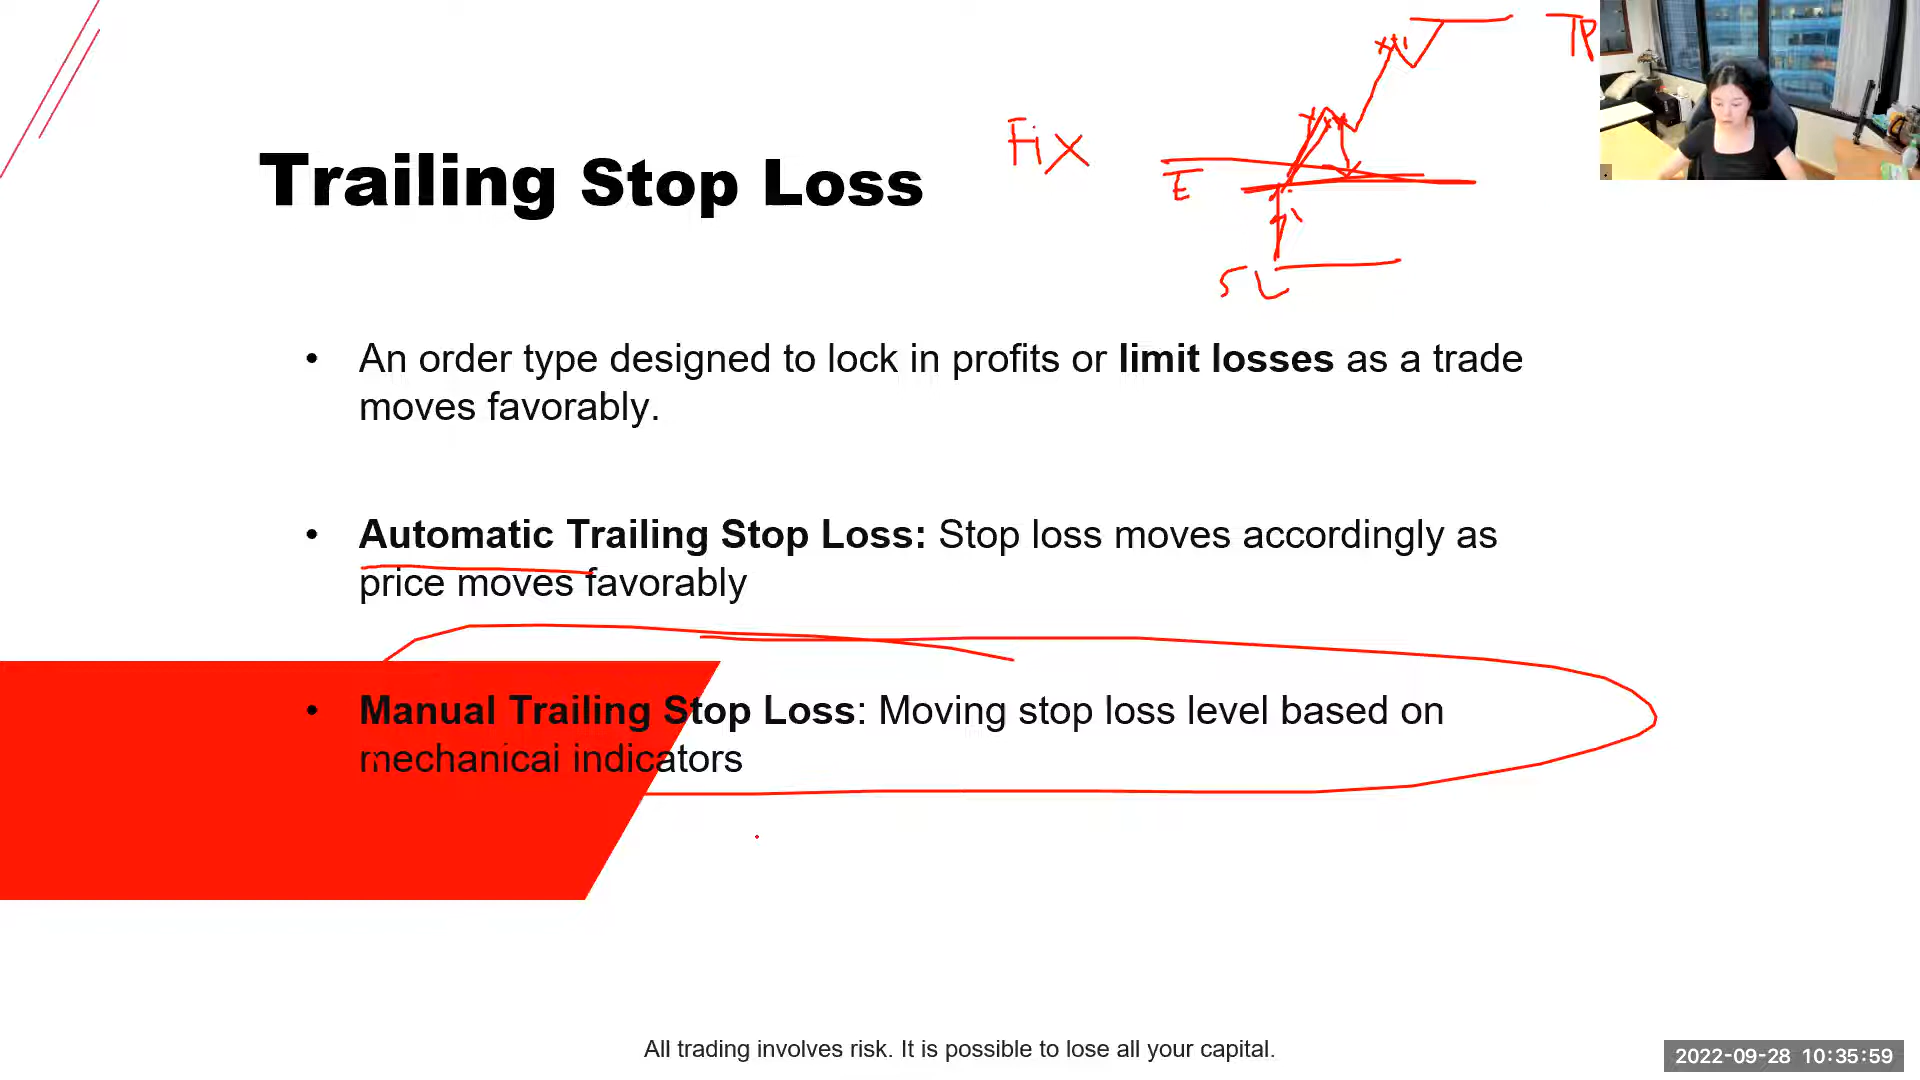 TP
Fix
Trailing Stop Loss
E
SL
• An order type designed to lock in profits or limit losses as a trade
moves favorably.
• Automatic Trailing Stop Loss: Stop loss moves accordingly as
price moves favorably
• Manual Trailing Stop Loss: Moving stop loss level based on
mechanical indicators
All trading involves risk. It is possible to lose all your capital.
2022-09-28 10:35:59